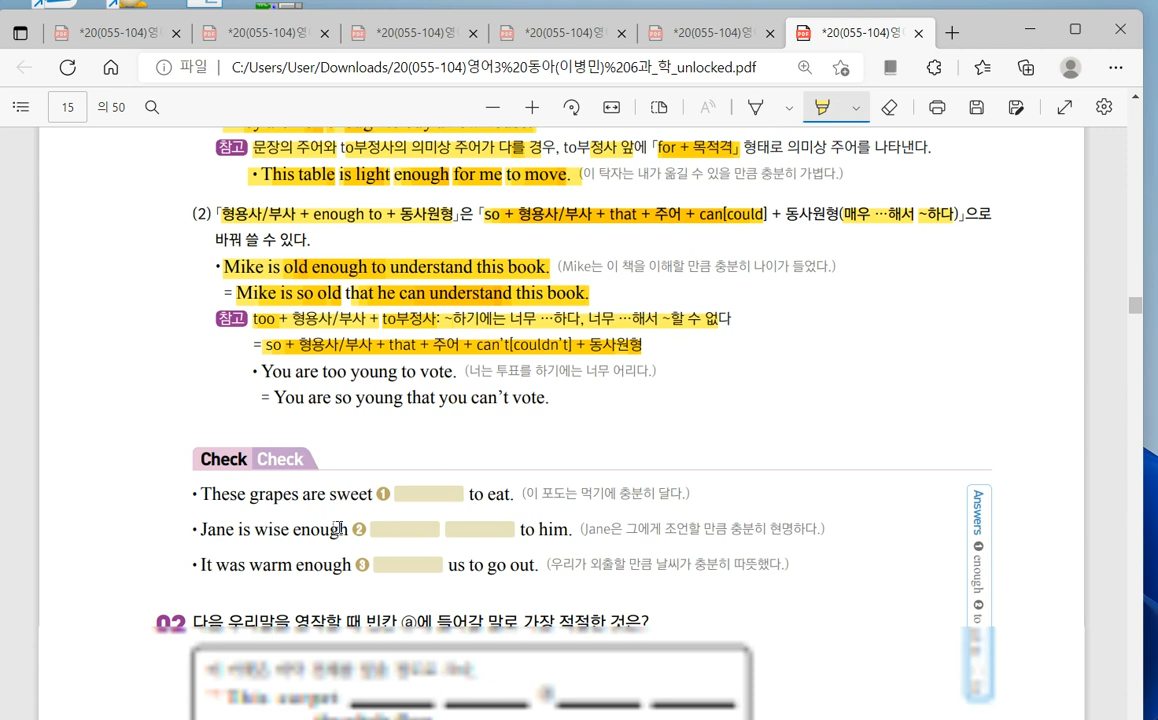 *20(055-104)영
*20(055-104)영
*20(055-104)영
*20(055-104)영
*20(055-104)영
*20(055-104)영
파일
C:/Users/User/Downloads/20(055-104)영어3%20동아(이병민)%206과_학_unlocked.pdf
15 의 50
참고 문장의 주어와 to부정사의 의미상 주어가 다를 경우, to부정사 앞에 「for + 목적격」 형태로 의미상 주어를 나타낸다.
• This table is light enough for me to move. (이 탁자는 내가 옮길 수 있을 만큼 충분히 가볍다.)
(2) 「형용사/부사 + enough to + 동사원형」은 「so + 형용사/부사 + that + 주어 + can[could] + 동사원형(매우 …해서 ~하다)」으로
바꿔 쓸 수 있다.
• Mike is old enough to understand this book. (Mike는 이 책을 이해할 만큼 충분히 나이가 들었다.)
= Mike is so old that he can understand this book.
참고 too + 형용사/부사 + to부정사: ~하기에는 너무 …하다, 너무 …해서 ~할 수 없다
= so + 형용사/부사 + that + 주어 + can't[couldn't] + 동사원형
• You are too young to vote. (너는 투표를 하기에는 너무 어리다.)
= You are so young that you can't vote.
Check Check
• These grapes are sweet ❶ to eat. (이 포도는 먹기에 충분히 달다.)
• Jane is wise enough ❷ to him. (Jane은 그에게 조언할 만큼 충분히 현명하다.)
• It was warm enough ❸ us to go out. (우리가 외출할 만큼 날씨가 충분히 따뜻했다.)
Answers ❶ enough ❷ to
02 다음 우리말을 영작할 때 빈칸 ⓐ에 들어갈 말로 가장 적절한 것은?
This carpet